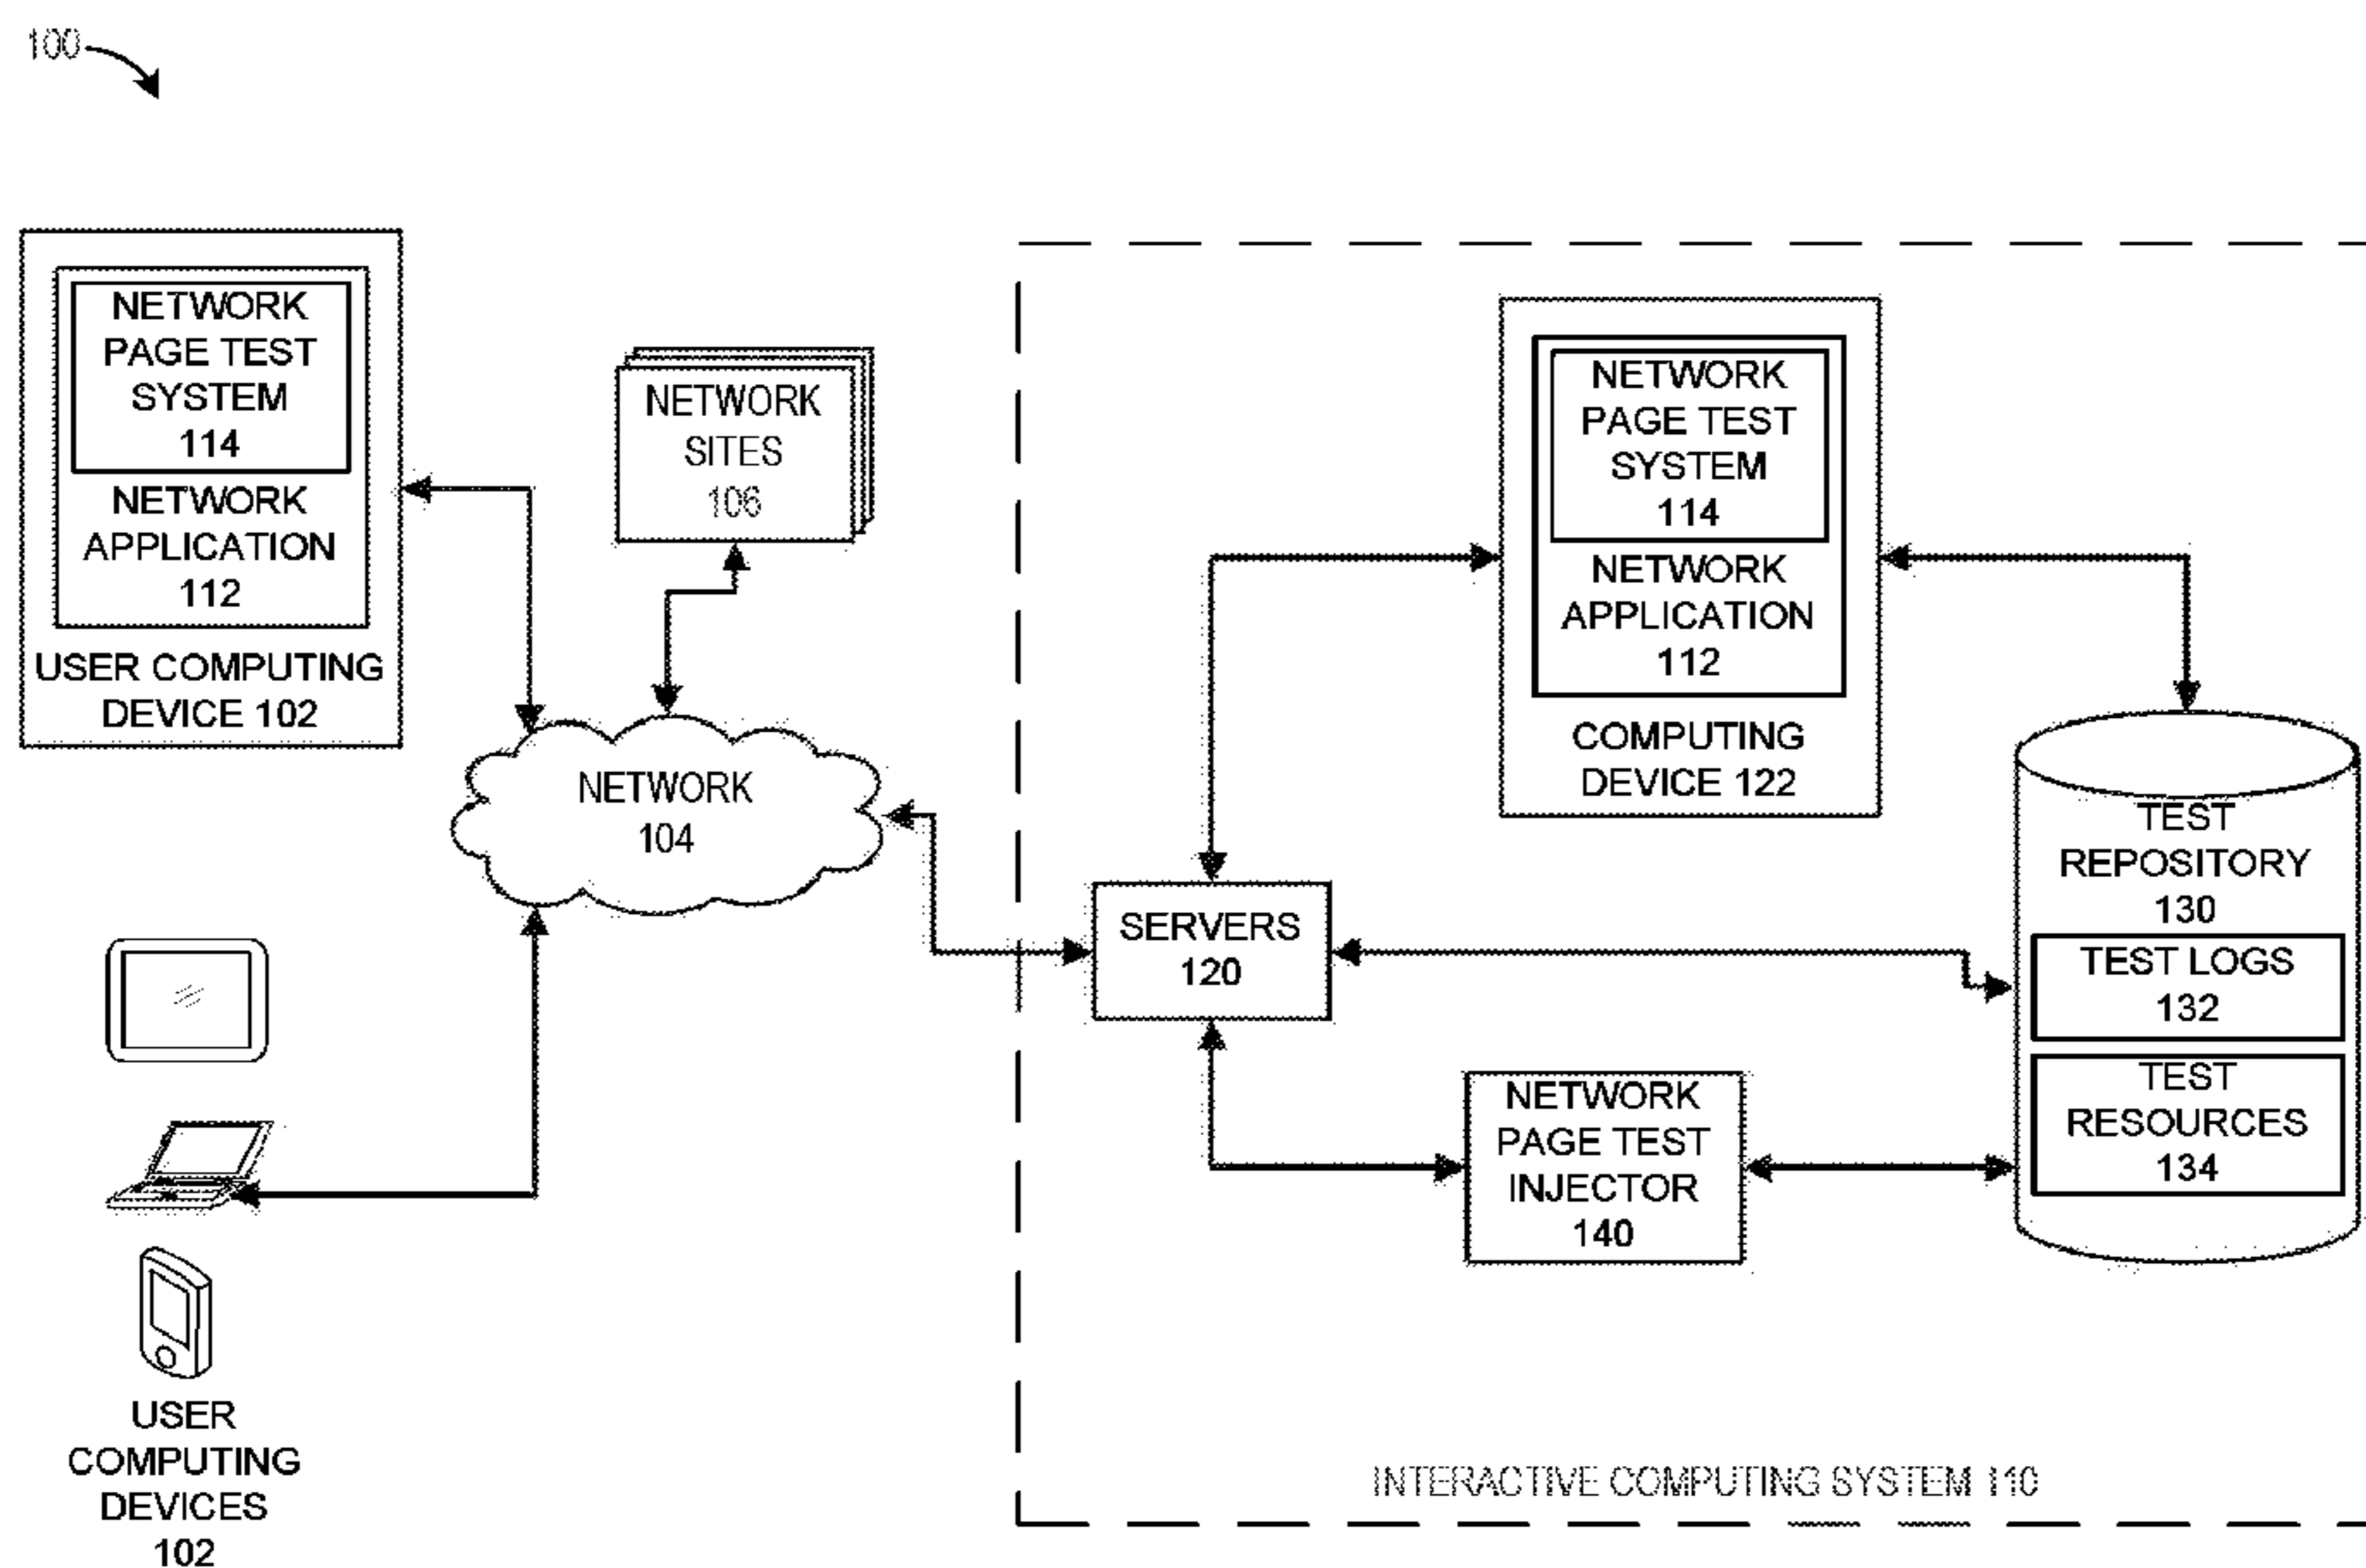 100
NETWORK
PAGE TEST
SYSTEM
114
NETWORK
APPLICATION
112
USER COMPUTING
DEVICE 102
NETWORK
SITES
106
NETWORK
104
USER
COMPUTING
DEVICES
102
NETWORK
PAGE TEST
SYSTEM
114
NETWORK
APPLICATION
112
COMPUTING
DEVICE 122
SERVERS
120
TEST
REPOSITORY
130
TEST LOGS
132
TEST
RESOURCES
134
NETWORK
PAGE TEST
INJECTOR
140
INTERACTIVE COMPUTING SYSTEM 110